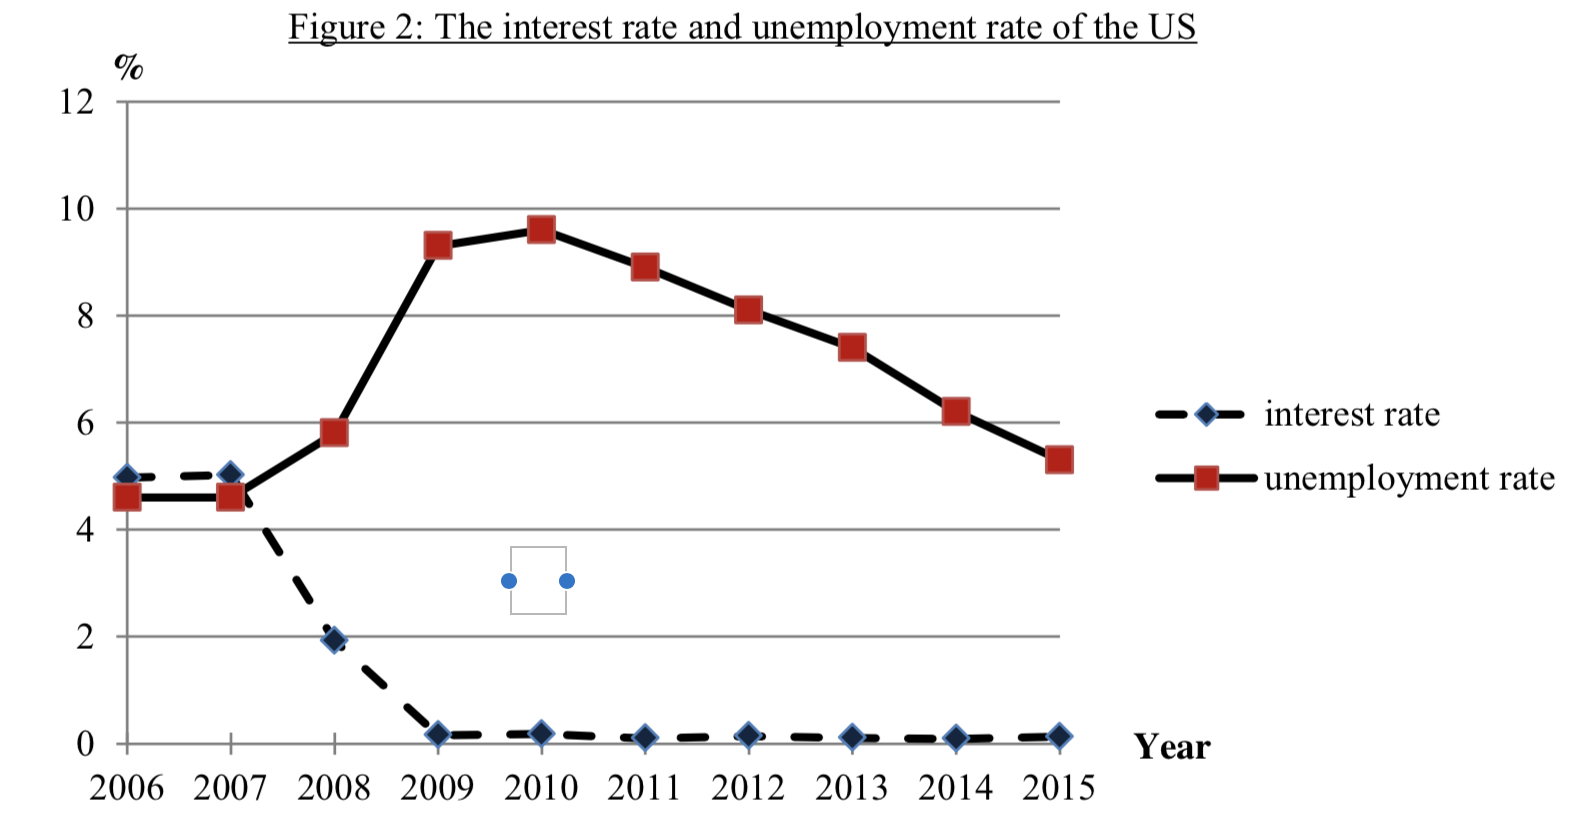 Figure 2: The interest rate and unemployment rate of the US
%
12
10
8
6
4
2
0
2006 2007 2008 2009 2010 2011 2012 2013 2014 2015
Year
interest rate
unemployment rate